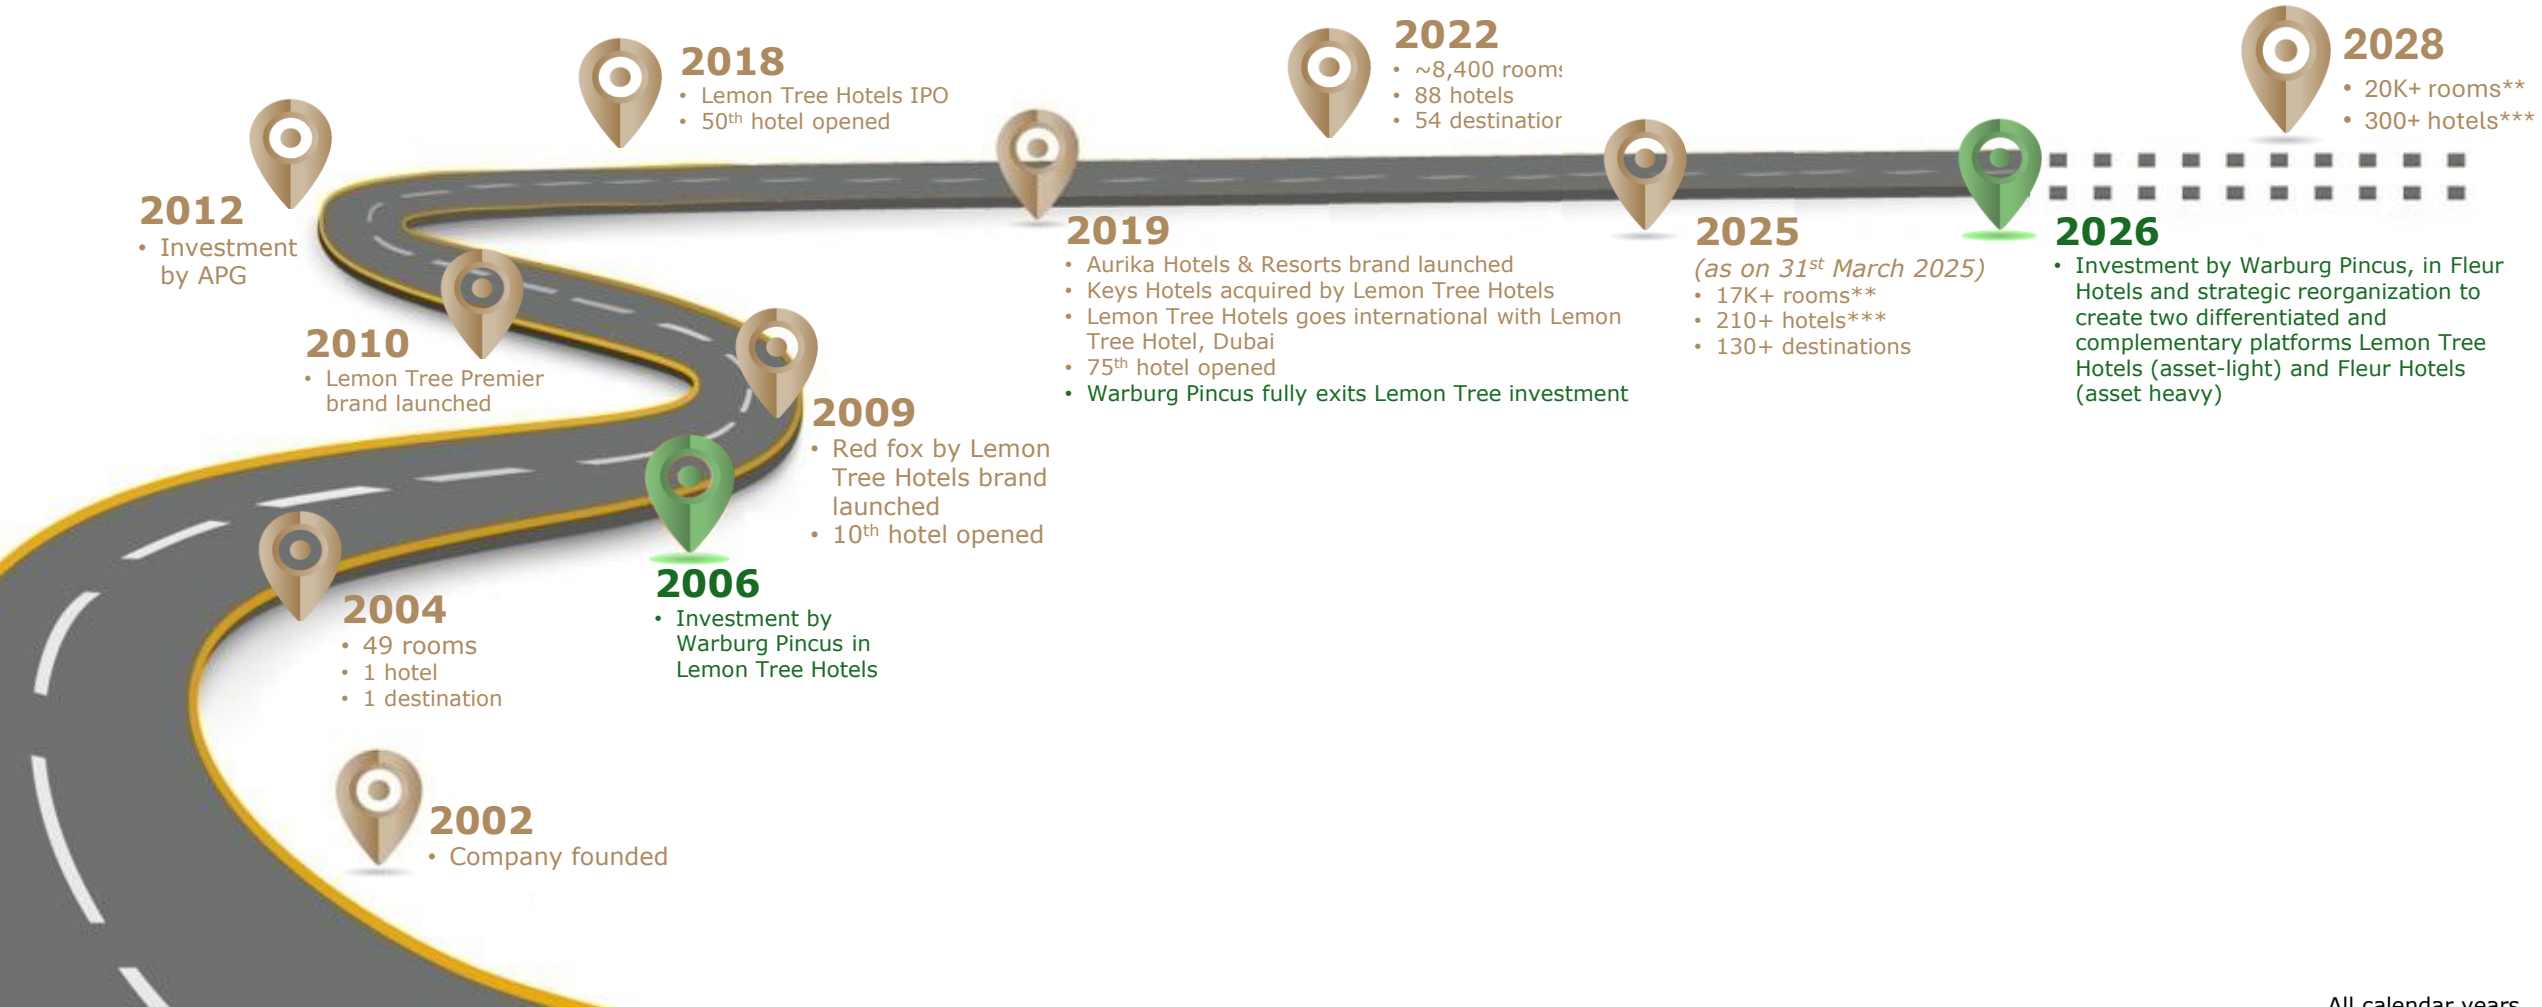 2002
• Company founded
2004
• 49 rooms
• 1 hotel
• 1 destination
2006
• Investment by
Warburg Pincus in
Lemon Tree Hotels
2009
• Red fox by Lemon
Tree Hotels brand
launched
• 10th hotel opened
2010
• Lemon Tree Premier
brand launched
2012
• Investment
by APG
2018
• Lemon Tree Hotels IPO
• 50th hotel opened
2019
• Aurika Hotels & Resorts brand launched
• Keys Hotels acquired by Lemon Tree Hotels
• Lemon Tree Hotels goes international with Lemon
Tree Hotel, Dubai
• 75th hotel opened
• Warburg Pincus fully exits Lemon Tree investment
2022
• ~8,400 rooms
• 88 hotels
• 54 destination
2025
(as on 31st March 2025)
• 17K+ rooms**
• 210+ hotels***
• 130+ destinations
2026
• Investment by Warburg Pincus, in Fleur
Hotels and strategic reorganization to
create two differentiated and
complementary platforms Lemon Tree
Hotels (asset-light) and Fleur Hotels
(asset heavy)
2028
• 20K+ rooms**
• 300+ hotels***
All calendar years